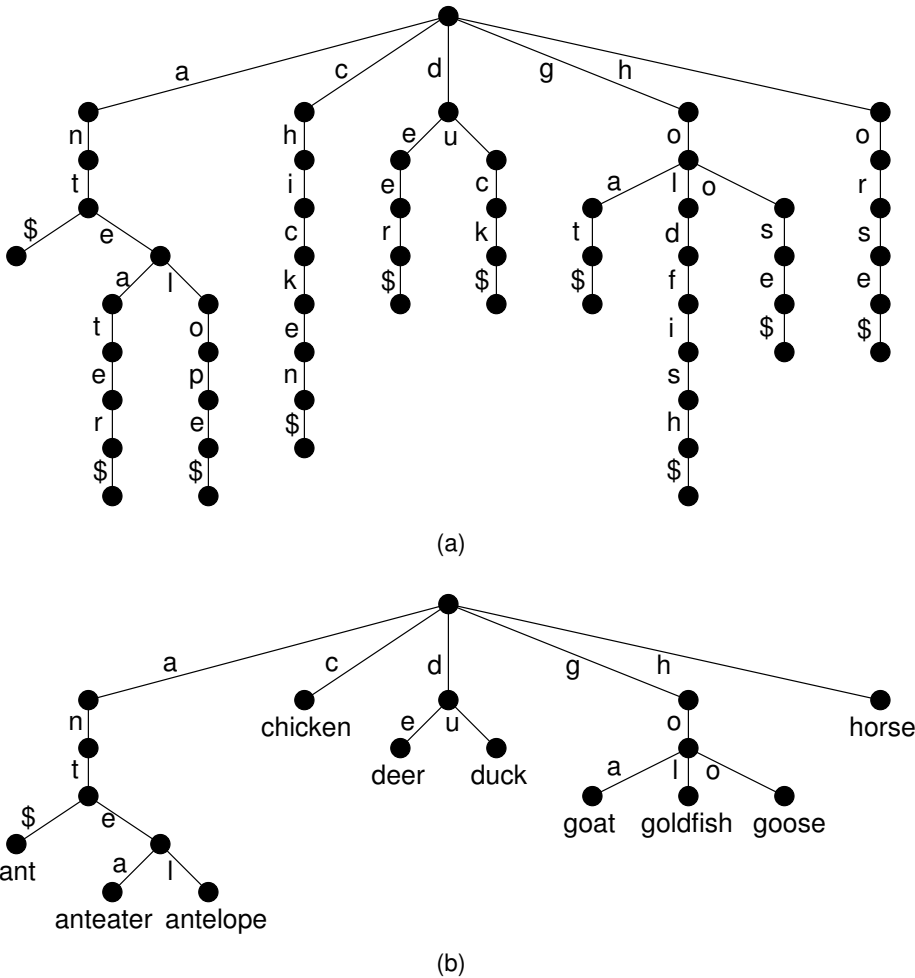 a c d g h
n h e u o o
t i e c a l o r
$ e c r k t d s s
a l k $ $ $ f e e
t o e i $ $
e p n s
r e $ h
$ $ $
(a)
a c d g h
n chicken e u o horse
t deer duck a l o
$ e goat goldfish goose
ant a l
anteater antelope
(b)